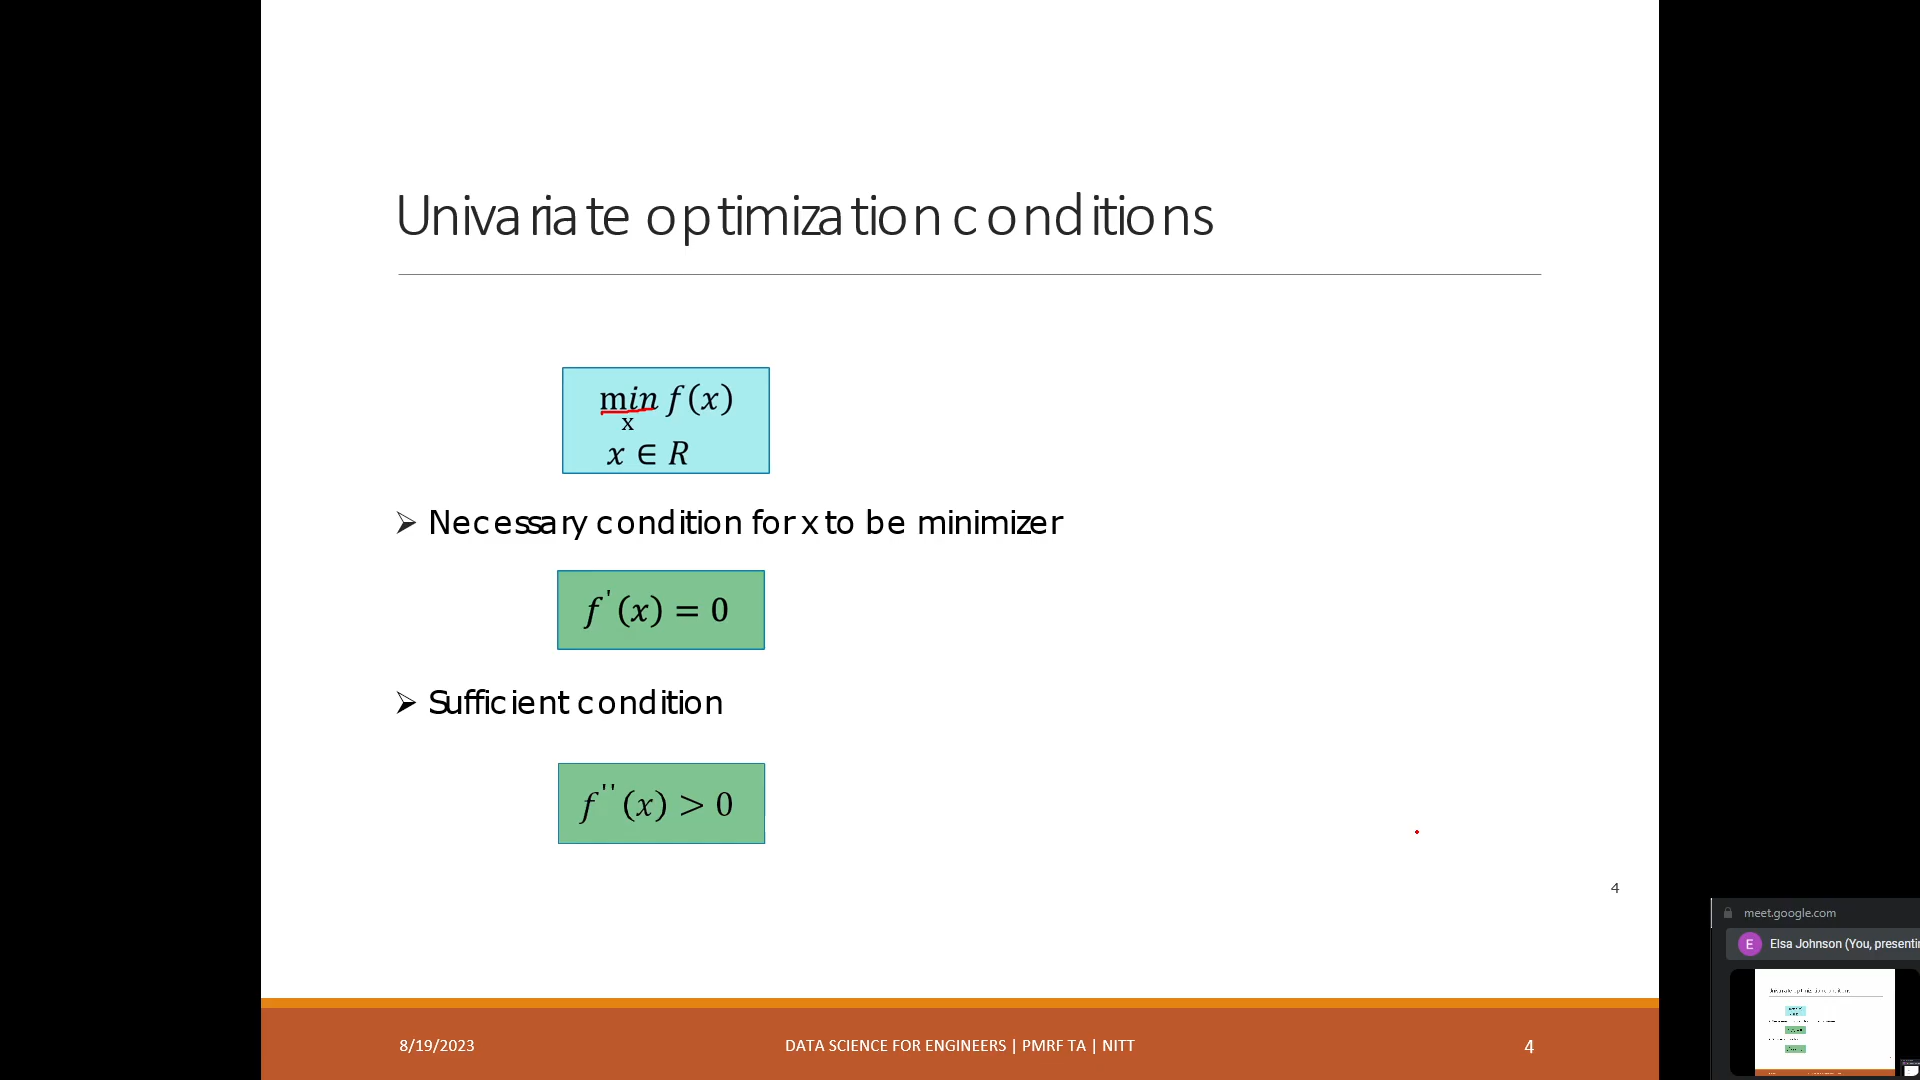 Univariate optimization conditions
min f(x)
x
x ∈ R
➢ Necessary condition for x to be minimizer
f'(x) = 0
➢ Sufficient condition
f''(x) > 0
4
meet.google.com
E
Elsa Johnson (You, presentin
8/19/2023
DATA SCIENCE FOR ENGINEERS | PMRF TA | NITT
4